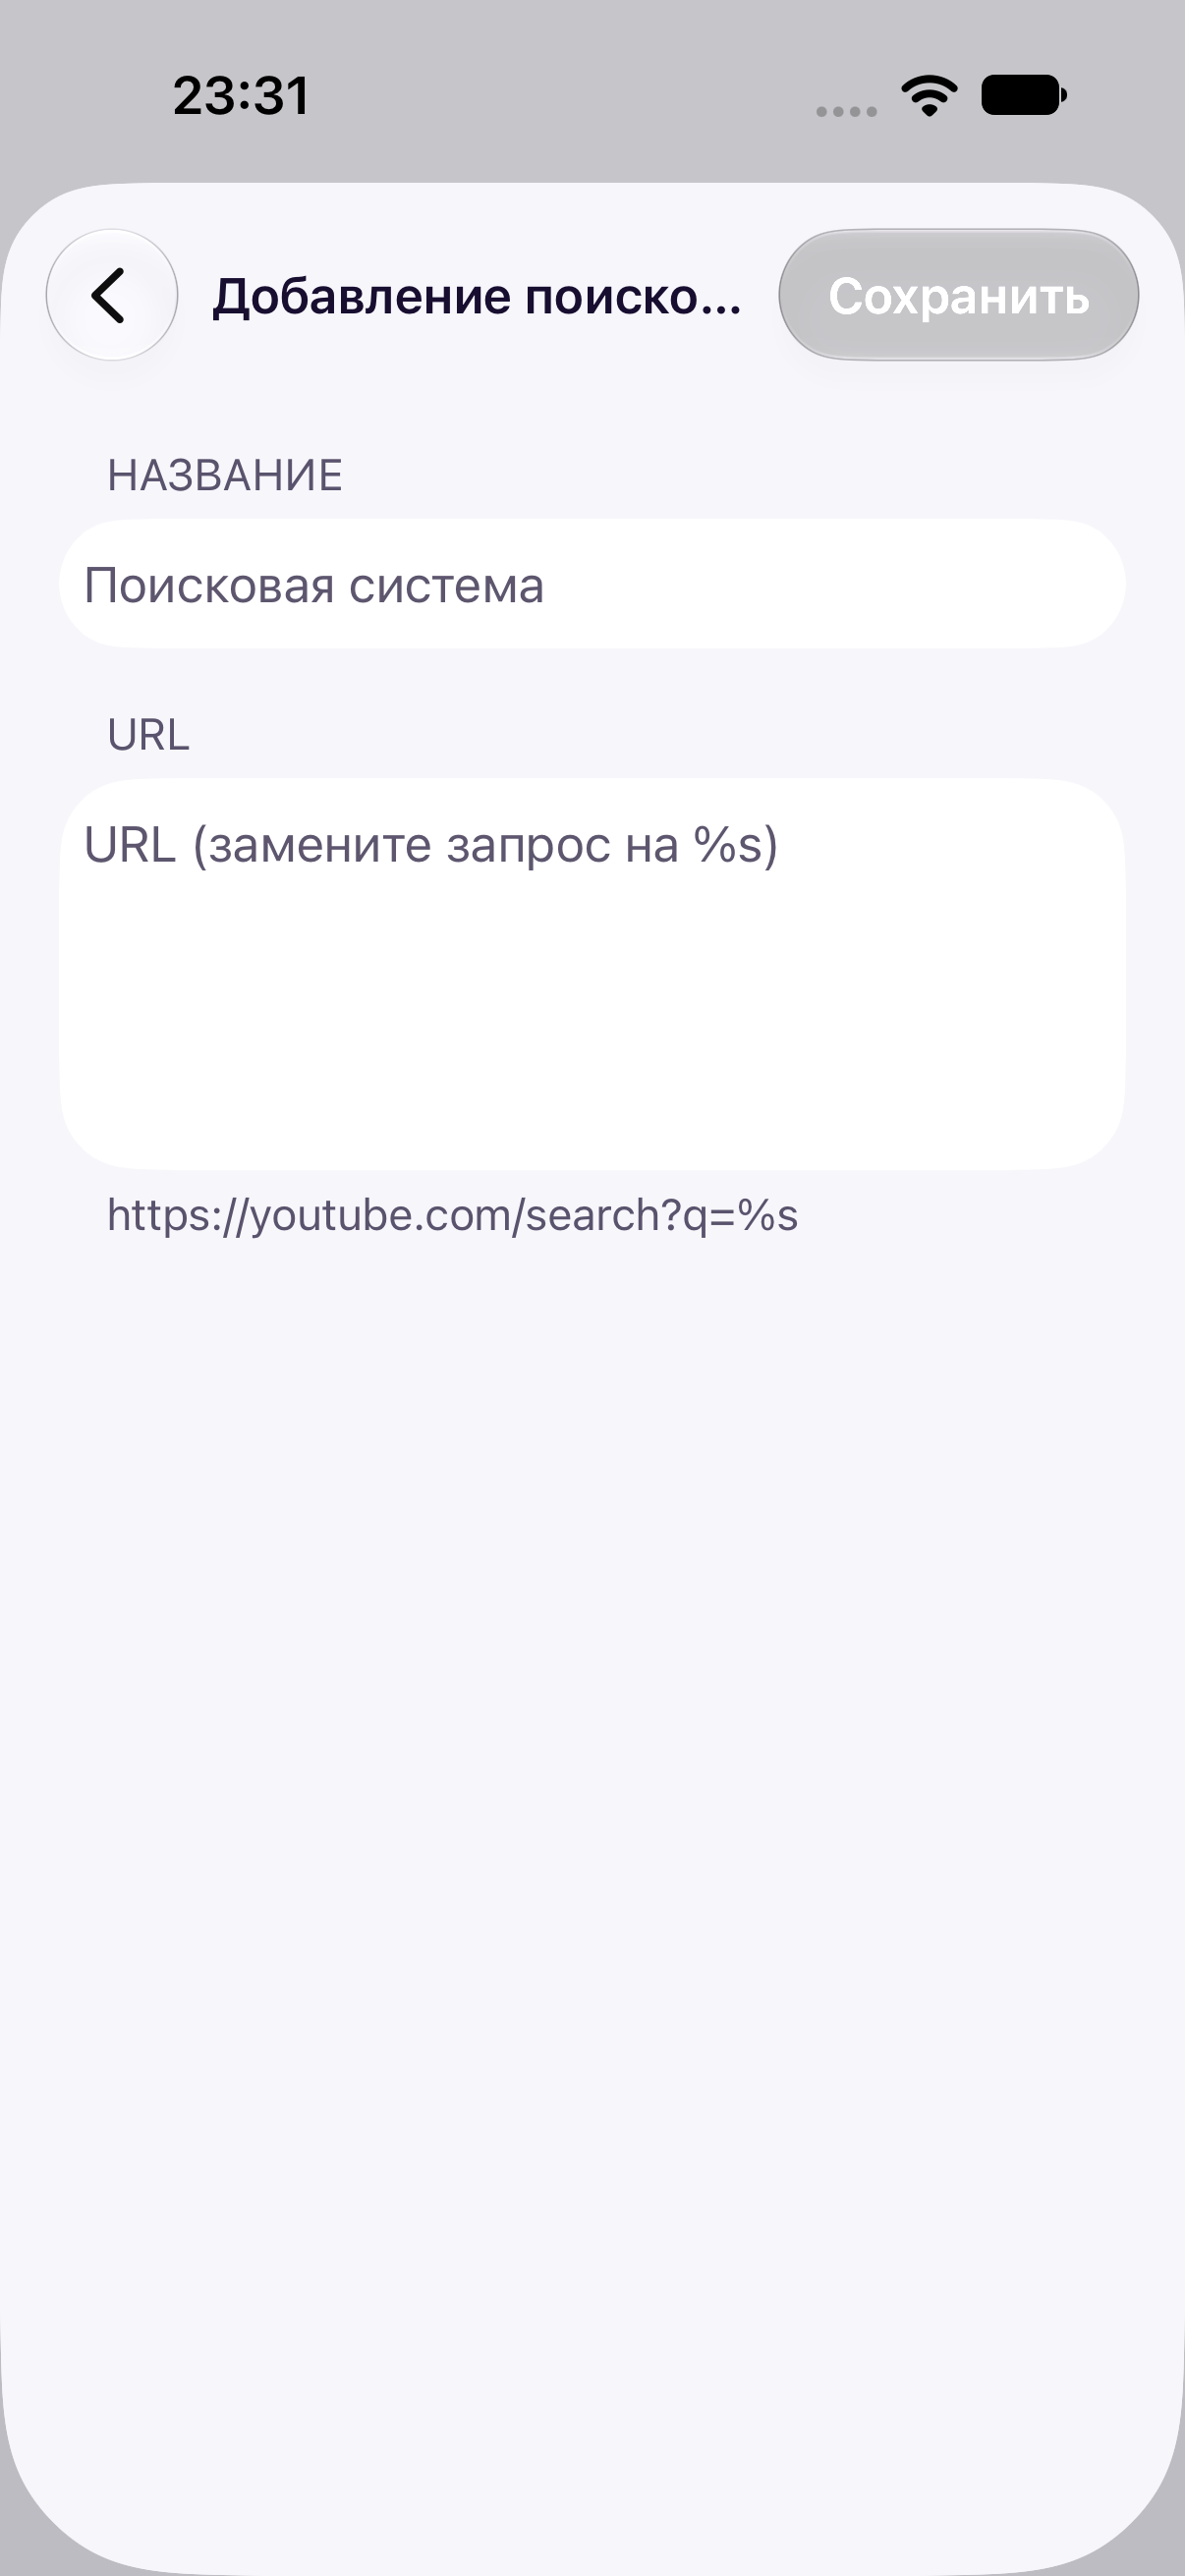 23:31
Добавление поиско...
Сохранить
НАЗВАНИЕ
Поисковая система
URL
URL (замените запрос на %s)
https://youtube.com/search?q=%s